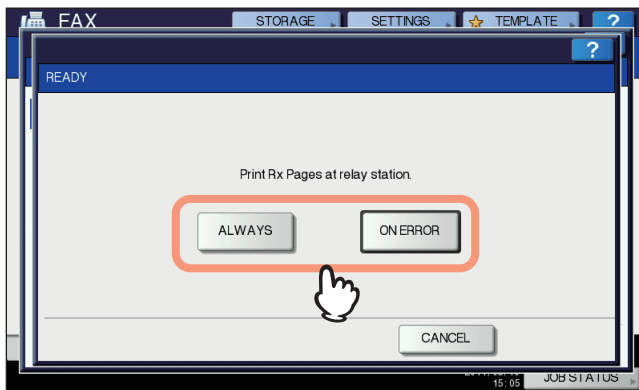 FAX
STORAGE
SETTINGS
TEMPLATE
?
?
READY
Print Rx Pages at relay station.
ALWAYS
ON ERROR
CANCEL
15:05
JOB STATUS